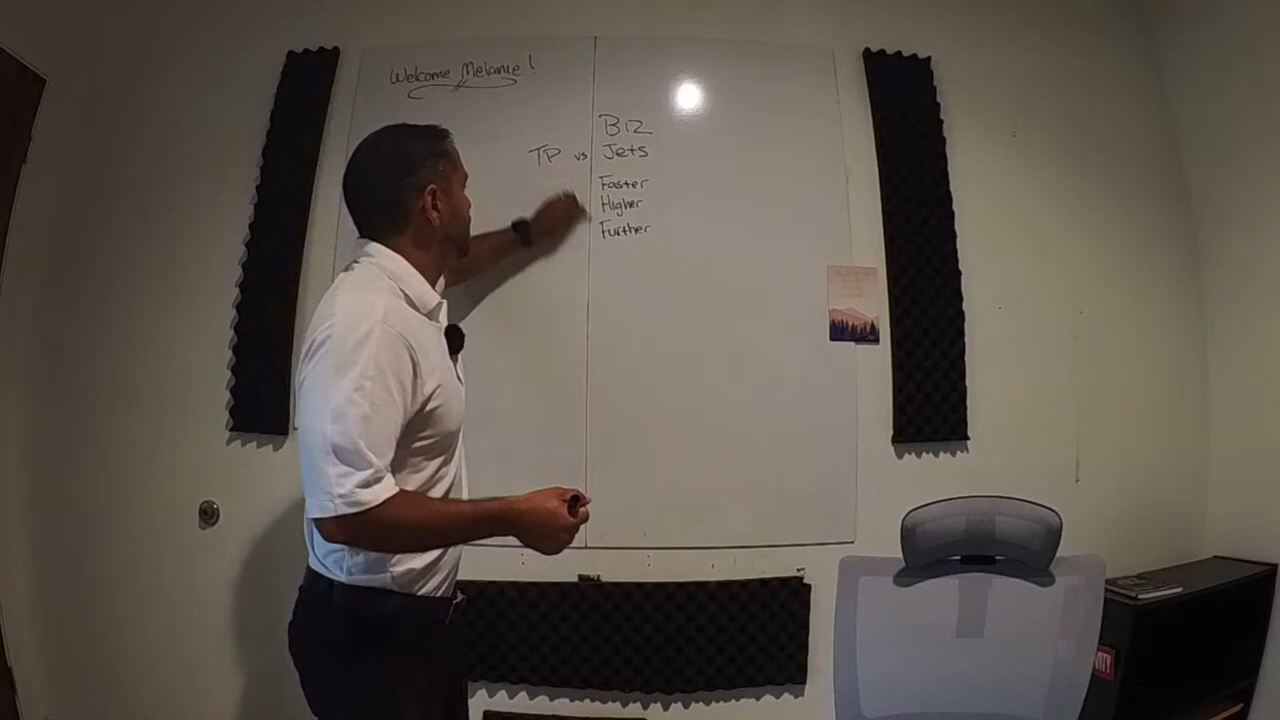 Welcome Melanie!
Biz
TP vs Jets
Faster
Higher
Further